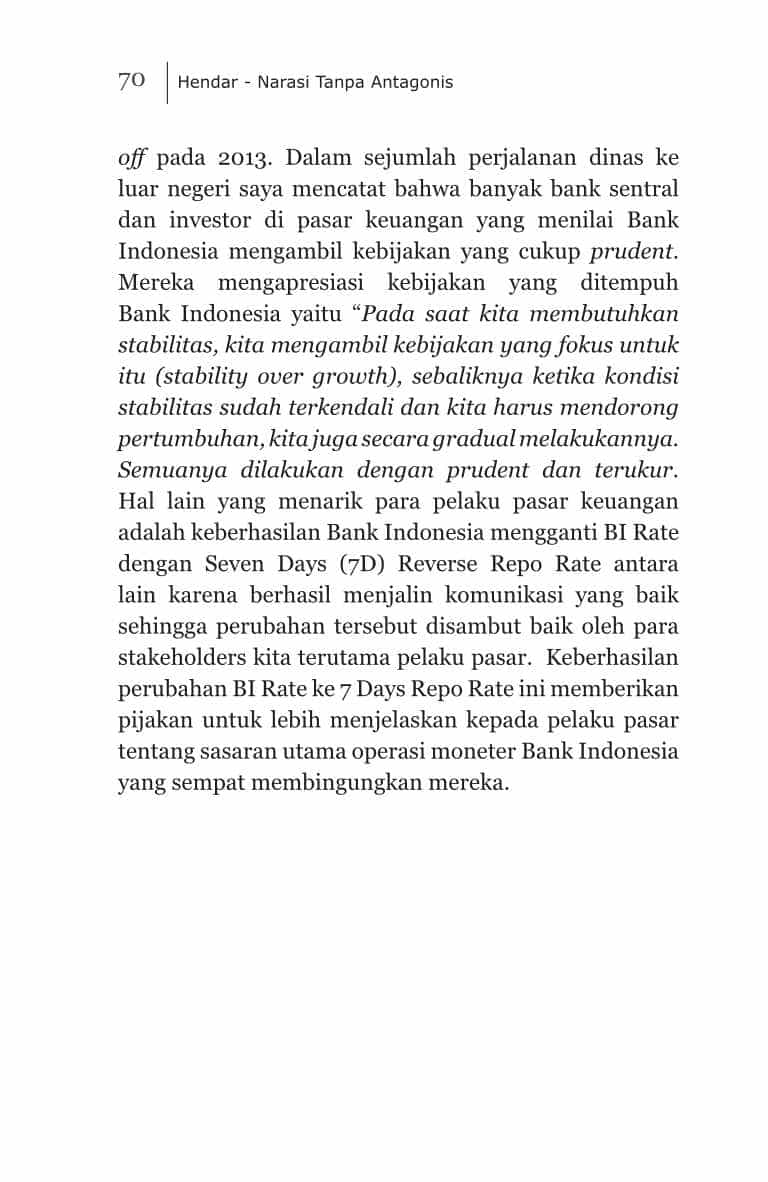 70 Hendar - Narasi Tanpa Antagonis
off pada 2013. Dalam sejumlah perjalanan dinas ke
luar negeri saya mencatat bahwa banyak bank sentral
dan investor di pasar keuangan yang menilai Bank
Indonesia mengambil kebijakan yang cukup prudent.
Mereka mengapresiasi kebijakan yang ditempuh
Bank Indonesia yaitu “Pada saat kita membutuhkan
stabilitas, kita mengambil kebijakan yang fokus untuk
itu (stability over growth), sebaliknya ketika kondisi
stabilitas sudah terkendali dan kita harus mendorong
pertumbuhan, kita juga secara gradual melakukannya.
Semuanya dilakukan dengan prudent dan terukur.
Hal lain yang menarik para pelaku pasar keuangan
adalah keberhasilan Bank Indonesia mengganti BI Rate
dengan Seven Days (7D) Reverse Repo Rate antara
lain karena berhasil menjalin komunikasi yang baik
sehingga perubahan tersebut disambut baik oleh para
stakeholders kita terutama pelaku pasar.  Keberhasilan
perubahan BI Rate ke 7 Days Repo Rate ini memberikan
pijakan untuk lebih menjelaskan kepada pelaku pasar
tentang sasaran utama operasi moneter Bank Indonesia
yang sempat membingungkan mereka.